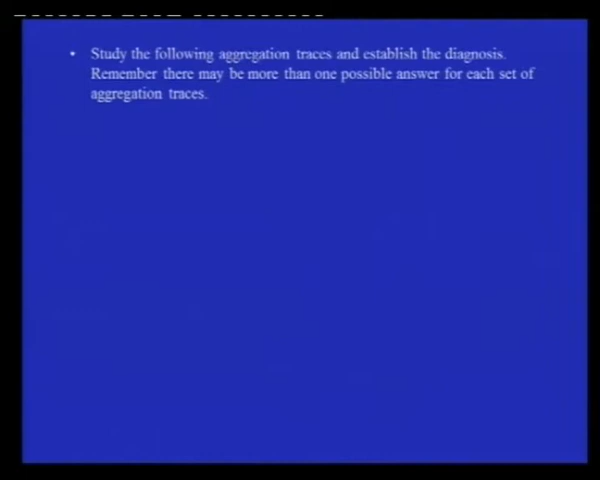 • Study the following aggregation traces and establish the diagnosis.
Remember there may be more than one possible answer for each set of
aggregation traces.